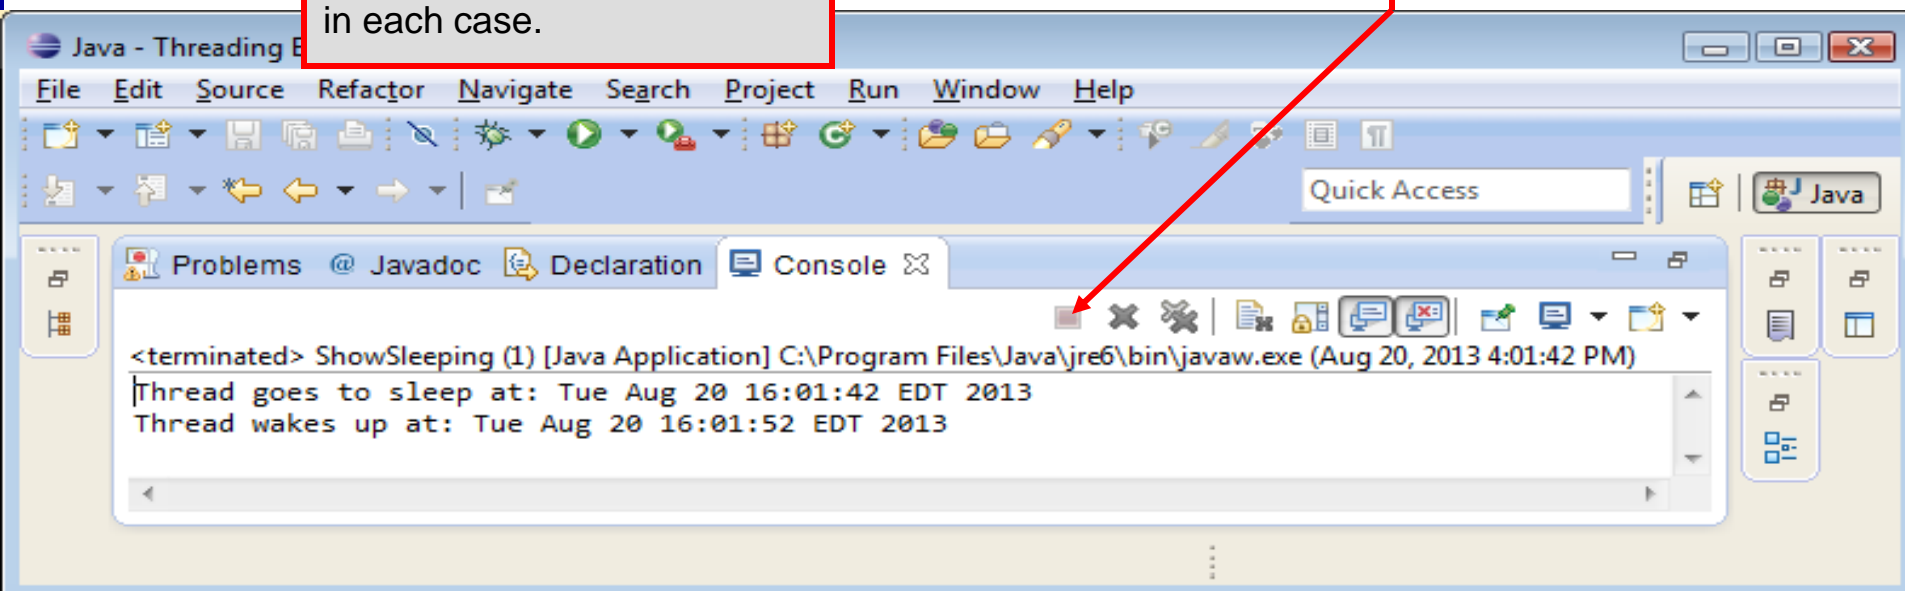 in each case.
Java - Threading
File Edit Source Refactor Navigate Search Project Run Window Help
Quick Access
Java
Problems @ Javadoc Declaration Console
<terminated> ShowSleeping (1) [Java Application] C:\Program Files\Java\jre6\bin\javaw.exe (Aug 20, 2013 4:01:42 PM)
Thread goes to sleep at: Tue Aug 20 16:01:42 EDT 2013
Thread wakes up at: Tue Aug 20 16:01:52 EDT 2013